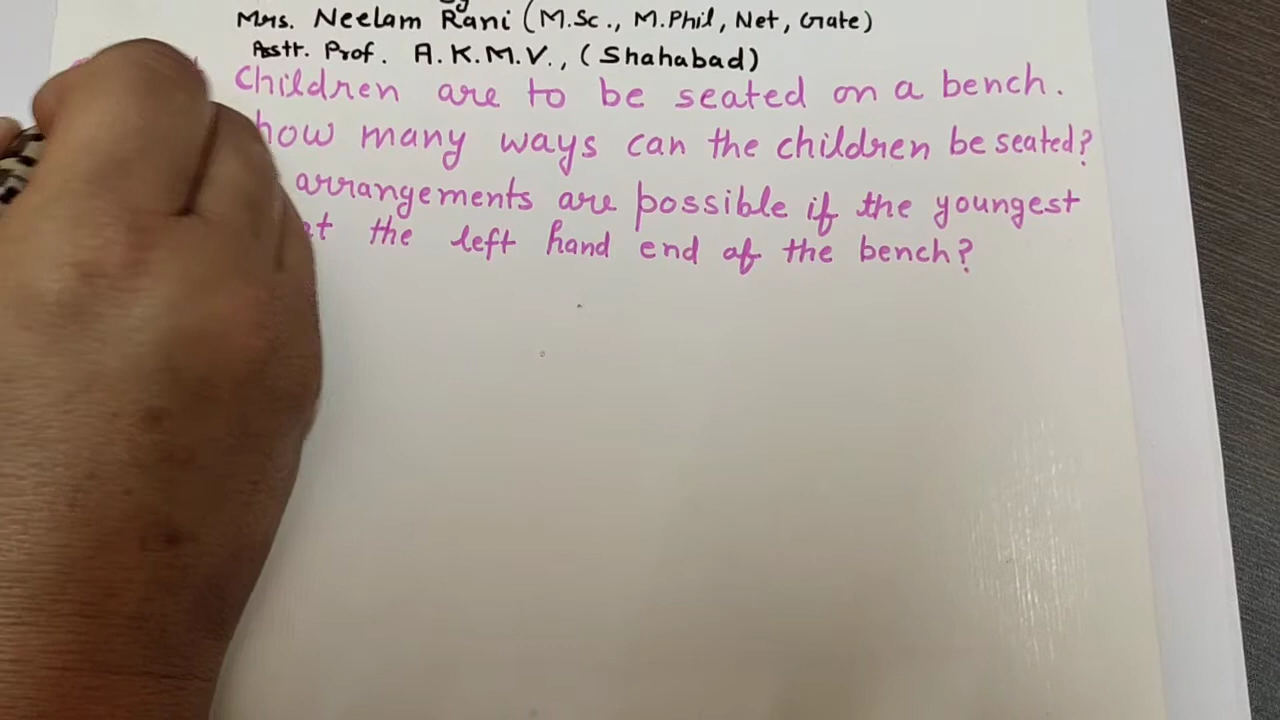 Mrs. Neelam Rani (M.Sc., M.Phil, Net, Gate)
Asstt. Prof. A.K.M.V., (Shahabad)
Children are to be seated on a bench.
how many ways can the children be seated?
arrangements are possible if the youngest
the left hand end of the bench?